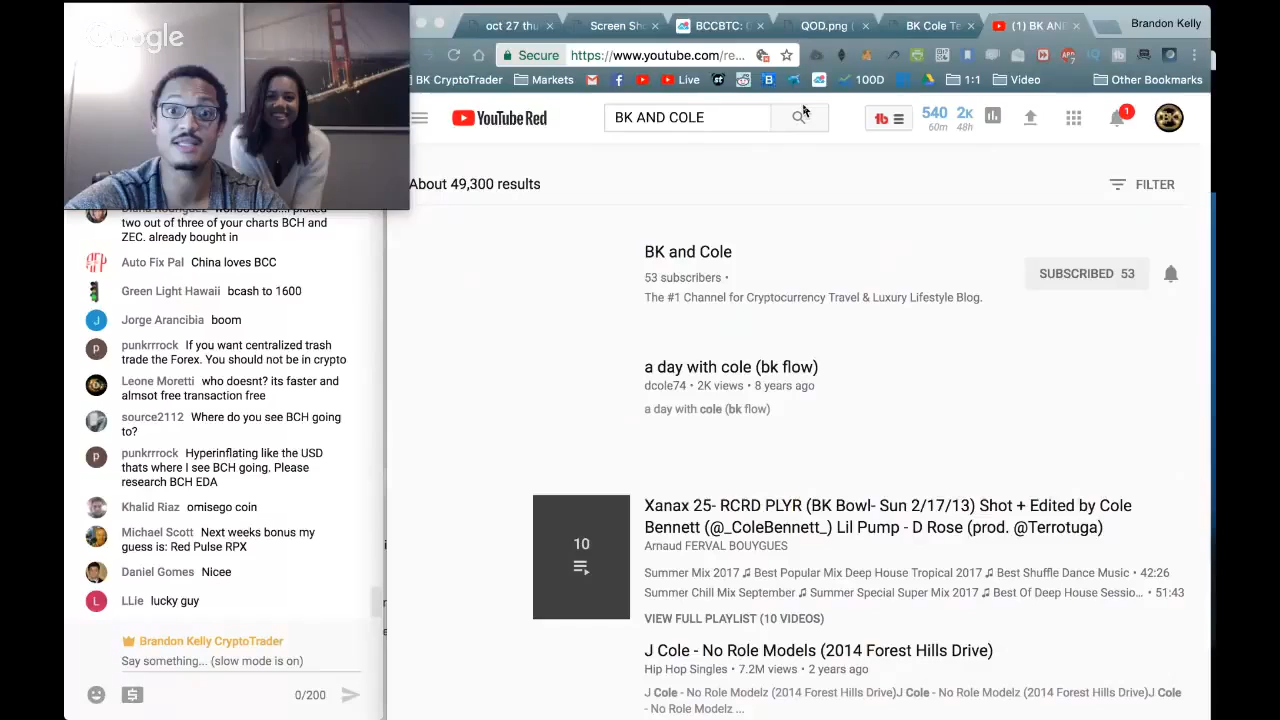 Google
oct 27 thu
Screen Sho
BCCBTC: (
QOD.png (
BK Cole Te
(1) BK AN
Brandon Kelly
Secure
https://www.youtube.com/re...
BK CryptoTrader
Markets
Live
100D
1:1
Video
Other Bookmarks
YouTube Red
BK AND COLE
tb
540
60m
2K
48h
1
About 49,300 results
FILTER
two out of three of your charts BCH and
ZEC. already bought in
Auto Fix Pal China loves BCC
Green Light Hawaii bcash to 1600
Jorge Arancibia boom
punkrrrock If you want centralized trash
trade the Forex. You should not be in crypto
Leone Moretti who doesnt? its faster and
almsot free transaction free
source2112 Where do you see BCH going
to?
punkrrrock Hyperinflating like the USD
thats where I see BCH going. Please
research BCH EDA
Khalid Riaz omisego coin
Michael Scott Next weeks bonus my
guess is: Red Pulse RPX
Daniel Gomes Nicee
LLie lucky guy
Brandon Kelly CryptoTrader
Say something... (slow mode is on)
0/200
BK and Cole
53 subscribers •
The #1 Channel for Cryptocurrency Travel & Luxury Lifestyle Blog.
SUBSCRIBED 53
a day with cole (bk flow)
dcole74 • 2K views • 8 years ago
a day with cole (bk flow)
10
Xanax 25- RCRD PLYR (BK Bowl- Sun 2/17/13) Shot + Edited by Cole
Bennett (@_ColeBennett_) Lil Pump - D Rose (prod. @Terrotuga)
Arnaud FERVAL BOUYGUES
Summer Mix 2017 ♫ Best Popular Mix Deep House Tropical 2017 ♫ Best Shuffle Dance Music • 42:26
Summer Chill Mix September ♫ Summer Special Super Mix 2017 ♫ Best Of Deep House Sessio... • 51:43
VIEW FULL PLAYLIST (10 VIDEOS)
J Cole - No Role Models (2014 Forest Hills Drive)
Hip Hop Singles • 7.2M views • 2 years ago
J Cole - No Role Modelz (2014 Forest Hills Drive)J Cole - No Role Modelz (2014 Forest Hills Drive)J Cole
- No Role Modelz ...